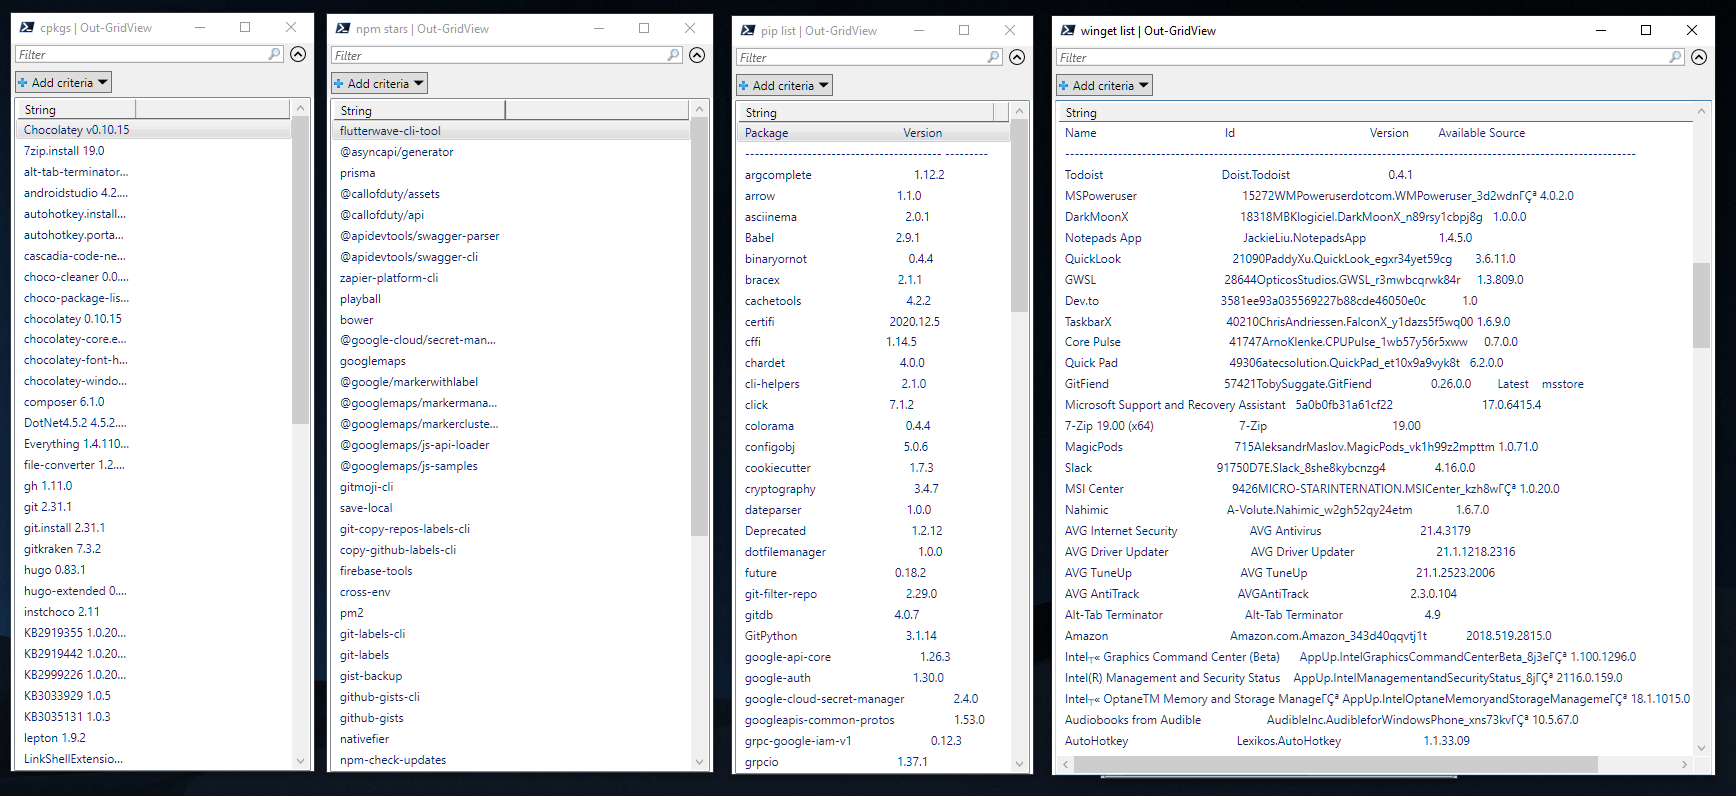 cpkgs | Out-GridView
Filter
Add criteria
String
Chocolatey v0.10.15
7zip.install 19.0
alt-tab-terminator...
androidstudio 4.2....
autohotkey.install...
autohotkey.porta...
cascadia-code-ne...
choco-cleaner 0.0....
choco-package-lis...
chocolatey 0.10.15
chocolatey-core.e...
chocolatey-font-h...
chocolatey-windo...
composer 6.1.0
DotNet4.5.2 4.5.2....
Everything 1.4.110...
file-converter 1.2....
gh 1.11.0
git 2.31.1
git.install 2.31.1
gitkraken 7.3.2
hugo 0.83.1
hugo-extended 0....
instchoco 2.11
KB2919355 1.0.20...
KB2919442 1.0.20...
KB2999226 1.0.20...
KB3033929 1.0.5
KB3035131 1.0.3
lepton 1.9.2
LinkShellExtensio...
npm stars | Out-GridView
Filter
Add criteria
String
flutterwave-cli-tool
@asyncapi/generator
prisma
@callofduty/assets
@callofduty/api
@apidevtools/swagger-parser
@apidevtools/swagger-cli
zapier-platform-cli
playball
bower
@google-cloud/secret-man...
googlemaps
@google/markerwithlabel
@googlemaps/markermana...
@googlemaps/markercluste...
@googlemaps/js-api-loader
@googlemaps/js-samples
gitmoji-cli
save-local
git-copy-repos-labels-cli
copy-github-labels-cli
firebase-tools
cross-env
pm2
git-labels-cli
git-labels
gist-backup
github-gists-cli
github-gists
nativefier
npm-check-updates
pip list | Out-GridView
Filter
Add criteria
String
Package Version
----------------------------------------- ---------
argcomplete 1.12.2
arrow 1.1.0
asciinema 2.0.1
Babel 2.9.1
binaryornot 0.4.4
bracex 2.1.1
cachetools 4.2.2
certifi 2020.12.5
cffi 1.14.5
chardet 4.0.0
cli-helpers 2.1.0
click 7.1.2
colorama 0.4.4
configobj 5.0.6
cookiecutter 1.7.3
cryptography 3.4.7
dateparser 1.0.0
Deprecated 1.2.12
dotfilemanager 1.0.0
future 0.18.2
git-filter-repo 2.29.0
gitdb 4.0.7
GitPython 3.1.14
google-api-core 1.26.3
google-auth 1.30.0
google-cloud-secret-manager 2.4.0
googleapis-common-protos 1.53.0
grpc-google-iam-v1 0.12.3
grpcio 1.37.1
winget list | Out-GridView
Filter
Add criteria
String
Name Id Version Available Source
-----------------------------------------------------------------------------------------------
Todoist Doist.Todoist 0.4.1
MSPoweruser 15272WMPoweruserdotcom.WMPoweruser_3d2wdnΓÇª 4.0.2.0
DarkMoonX 18318MBKlogiciel.DarkMoonX_n89rsy1cbpj8g 1.0.0.0
Notepads App JackieLiu.NotepadsApp 1.4.5.0
QuickLook 21090PaddyXu.QuickLook_egxr34yet59cg 3.6.11.0
GWSL 28644OpticosStudios.GWSL_r3mwbcqrwk84r 1.3.809.0
Dev.to 3581ee93a035569227b88cde46050e0c 1.0
TaskbarX 40210ChrisAndriessen.FalconX_y1dazs5f5wq00 1.6.9.0
Core Pulse 41747ArnoKlenke.CPUPulse_1wb57y56r5xww 0.7.0.0
Quick Pad 49306atecsolution.QuickPad_et10x9a9vyk8t 6.2.0.0
GitFiend 57421TobySuggate.GitFiend 0.26.0.0 Latest msstore
Microsoft Support and Recovery Assistant 5a0b0fb31a61cf22 17.0.6415.4
7-Zip 19.00 (x64) 7-Zip 19.00
MagicPods 715AleksandrMaslov.MagicPods_vk1h99z2mpttm 1.0.71.0
Slack 91750D7E.Slack_8she8kybcnzg4 4.16.0.0
MSI Center 9426MICRO-STARINTERNATION.MSICenter_kzh8wΓÇª 1.0.20.0
Nahimic A-Volute.Nahimic_w2gh52qy24etm 1.6.7.0
AVG Internet Security AVG Antivirus 21.4.3179
AVG Driver Updater AVG Driver Updater 21.1.1218.2316
AVG TuneUp AVG TuneUp 21.1.2523.2006
AVG AntiTrack AVGAntiTrack 2.3.0.104
Alt-Tab Terminator Alt-Tab Terminator 4.9
Amazon Amazon.com.Amazon_343d40qqvtj1t 2018.519.2815.0
Intel┬« Graphics Command Center (Beta) AppUp.IntelGraphicsCommandCenterBeta_8j3eΓÇª 1.100.1296.0
Intel(R) Management and Security Status AppUp.IntelManagementandSecurityStatus_8jΓÇª 2116.0.159.0
Intel┬« OptaneTM Memory and Storage ManageΓÇª AppUp.IntelOptaneMemoryandStorageManagemeΓÇª 18.1.1015.0
Audiobooks from Audible AudibleInc.AudibleforWindowsPhone_xns73kvΓÇª 10.5.67.0
AutoHotkey Lexikos.AutoHotkey 1.1.33.09